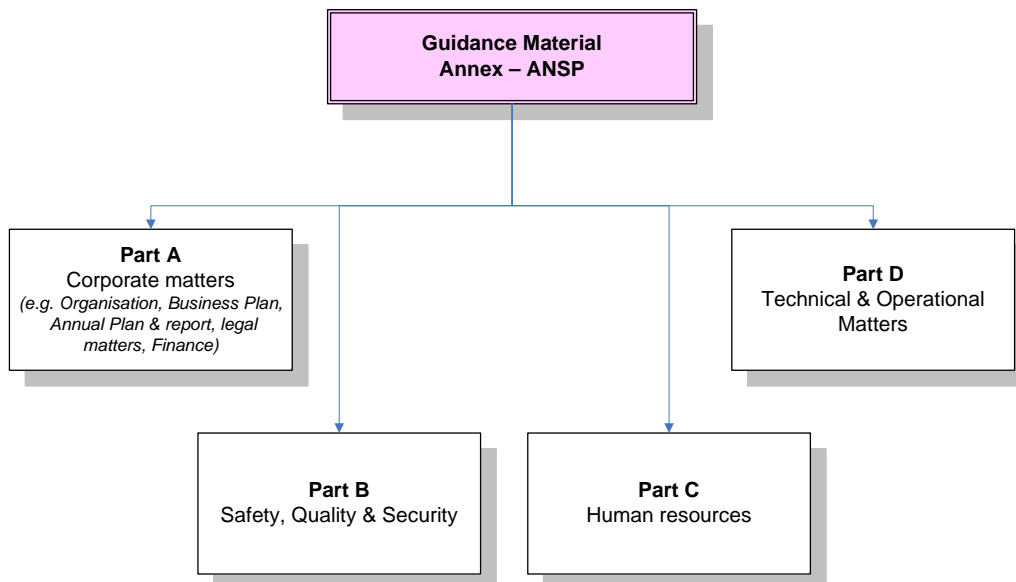 Guidance Material
Annex – ANSP
Part A
Corporate matters
(e.g. Organisation, Business Plan,
Annual Plan & report, legal
matters, Finance)
Part D
Technical & Operational
Matters
Part B
Safety, Quality & Security
Part C
Human resources